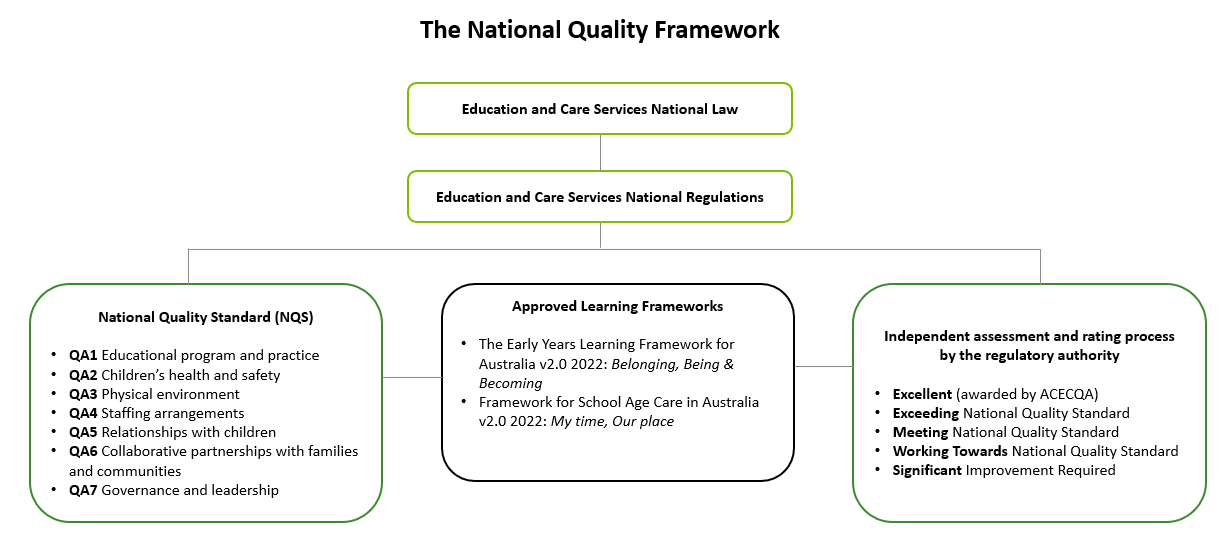 The National Quality Framework
Education and Care Services National Law
Education and Care Services National Regulations
National Quality Standard (NQS)
• QA1 Educational program and practice
• QA2 Children’s health and safety
• QA3 Physical environment
• QA4 Staffing arrangements
• QA5 Relationships with children
• QA6 Collaborative partnerships with families
and communities
• QA7 Governance and leadership
Approved Learning Frameworks
• The Early Years Learning Framework for
Australia v2.0 2022: Belonging, Being &
Becoming
• Framework for School Age Care in Australia
v2.0 2022: My time, Our place
Independent assessment and rating process
by the regulatory authority
• Excellent (awarded by ACECQA)
• Exceeding National Quality Standard
• Meeting National Quality Standard
• Working Towards National Quality Standard
• Significant Improvement Required